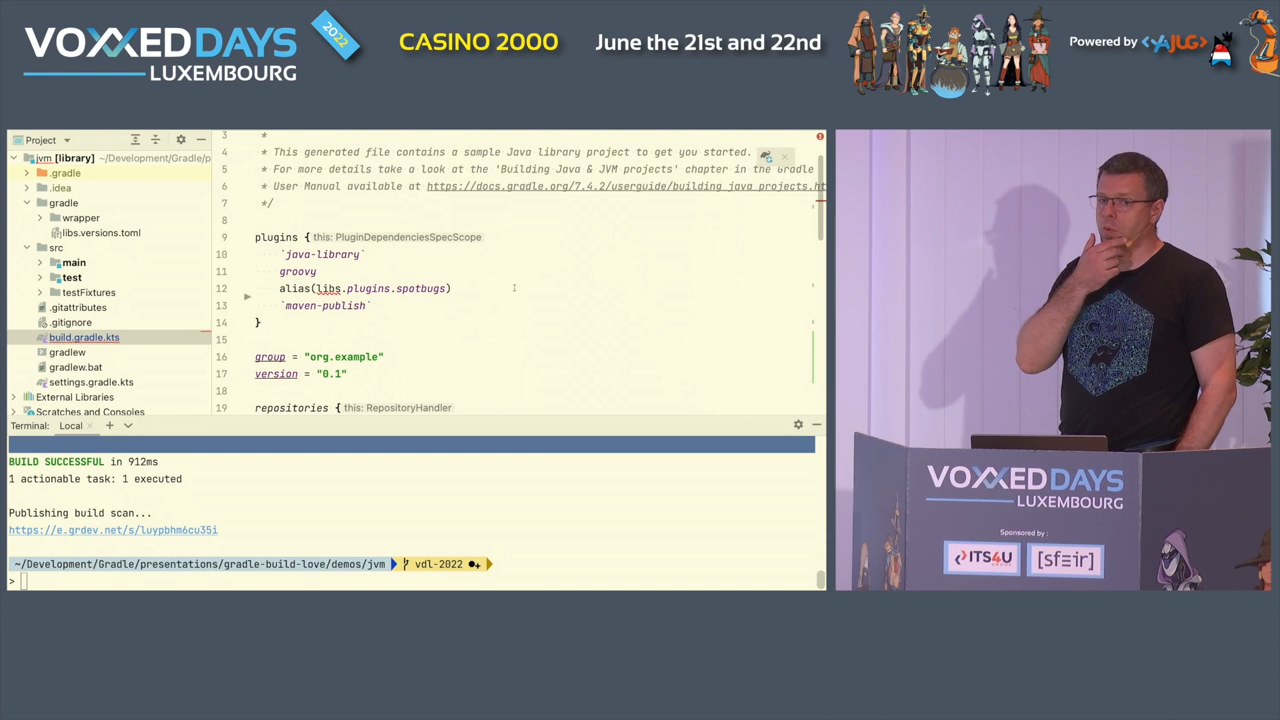 VOXXED DAYS
LUXEMBOURG
2022
CASINO 2000
June the 21st and 22nd
Powered by <YAJUG>
Project
jvm [library] ~/Development/Gradle/p
.gradle
.idea
gradle
wrapper
libs.versions.toml
src
main
test
testFixtures
.gitattributes
.gitignore
build.gradle.kts
gradlew
gradlew.bat
settings.gradle.kts
External Libraries
Scratches and Consoles
3 *
4 * This generated file contains a sample Java library project to get you started.
5 * For more details take a look at the 'Building Java & JVM projects' chapter in the Gradle
6 * User Manual available at https://docs.gradle.org/7.4.2/userguide/building_java_projects.ht
7 */
8
9 plugins { this: PluginDependenciesSpecScope
10 `java-library`
11 groovy
12 alias(libs.plugins.spotbugs)
13 `maven-publish`
14 }
15
16 group = "org.example"
17 version = "0.1"
18
19 repositories { this: RepositoryHandler
Terminal: Local
BUILD SUCCESSFUL in 912ms
1 actionable task: 1 executed
Publishing build scan...
https://e.grdev.net/s/luypbhm6cu35i
~/Development/Gradle/presentations/gradle-build-love/demos/jvm vdl-2022
>
VOXXED DAYS
LUXEMBOURG
Sponsored by :
ITS4U
[sfeir]